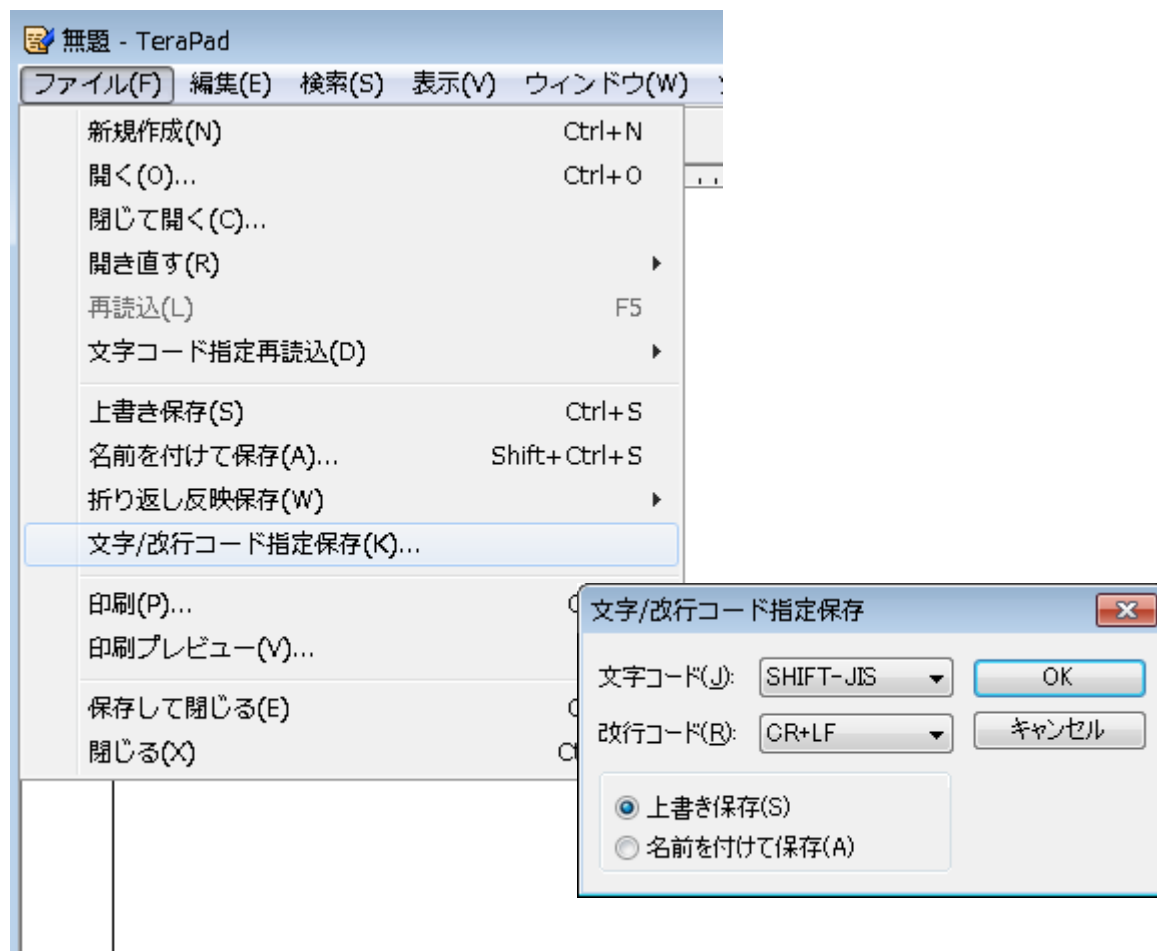 無題 - TeraPad
ファイル(F) 編集(E) 検索(S) 表示(V) ウィンドウ(W)
新規作成(N) Ctrl+N
開く(O)... Ctrl+O
閉じて開く(C)...
開き直す(R)
再読込(L) F5
文字コード指定再読込(D)
上書き保存(S) Ctrl+S
名前を付けて保存(A)... Shift+Ctrl+S
折り返し反映保存(W)
文字/改行コード指定保存(K)...
印刷(P)...
印刷プレビュー(V)...
保存して閉じる(E)
閉じる(X)
文字/改行コード指定保存
文字コード(J): SHIFT-JIS OK
改行コード(R): CR+LF キャンセル
上書き保存(S)
名前を付けて保存(A)